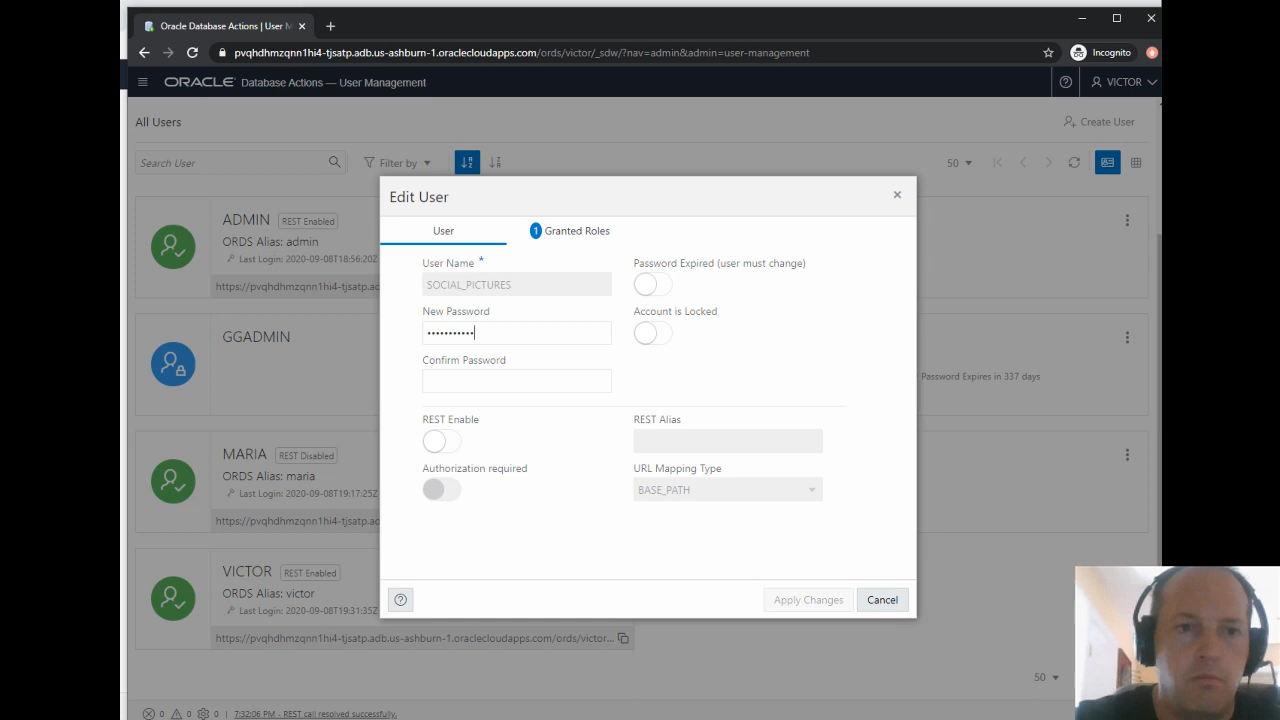 Oracle Database Actions | User M
pvqhdhmzqnn1hi4-tjsatp.adb.us-ashburn-1.oraclecloudapps.com/ords/victor/_sdw/?nav=admin&admin=user-management
Incognito
ORACLE Database Actions — User Management
VICTOR
All Users
Create User
Search User
Filter by
50
Edit User
User
1 Granted Roles
ADMIN REST Enabled
ORDS Alias: admin
Last Login: 2020-09-08T18:56:20Z
https://pvqhdhmzqnn1hi4-tjsatp.ad
User Name *
SOCIAL_PICTURES
Password Expired (user must change)
New Password
•••••••••••
Account is Locked
Confirm Password
GGADMIN
Password Expires in 337 days
REST Enable
REST Alias
Authorization required
URL Mapping Type
BASE_PATH
MARIA REST Disabled
ORDS Alias: maria
Last Login: 2020-09-08T19:17:25Z
https://pvqhdhmzqnn1hi4-tjsatp.adb
Apply Changes
Cancel
VICTOR REST Enabled
ORDS Alias: victor
Last Login: 2020-09-08T19:31:35Z
https://pvqhdhmzqnn1hi4-tjsatp.adb.us-ashburn-1.oraclecloudapps.com/ords/victor...
50
0 0 0 | 7:32:06 PM - REST call resolved successfully.